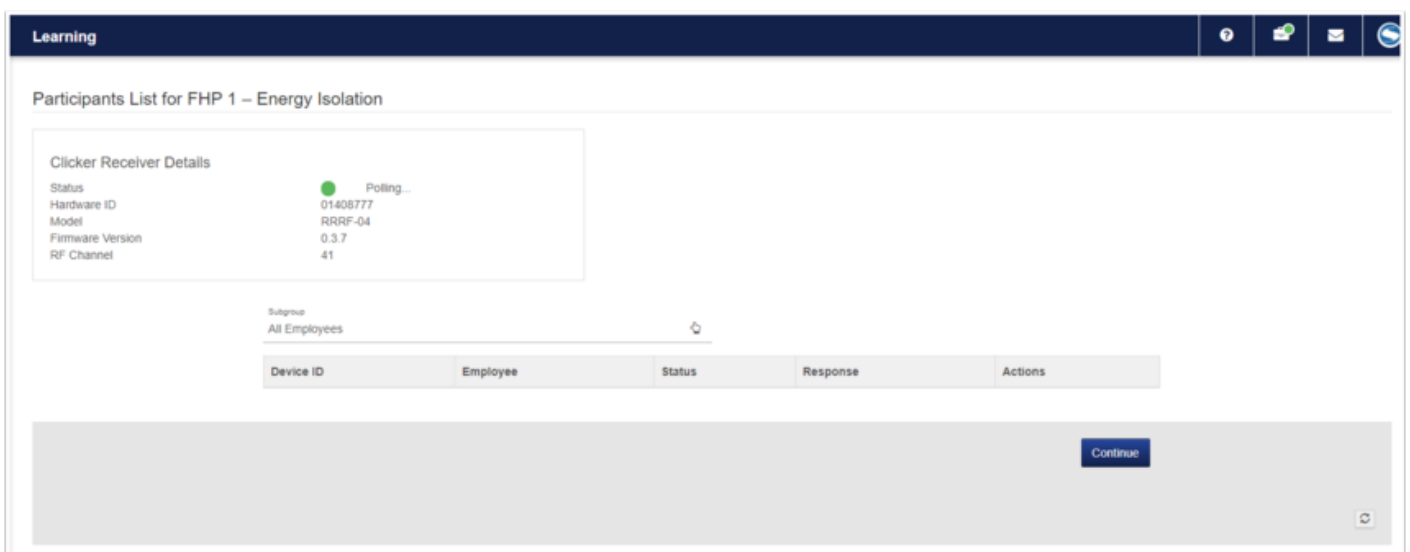 Learning
Participants List for FHP 1 – Energy Isolation
Clicker Receiver Details
Status Polling...
Hardware ID 01408777
Model RRRF-04
Firmware Version 0.3.7
RF Channel 41
Subgroup
All Employees
Device ID Employee Status Response Actions
Continue